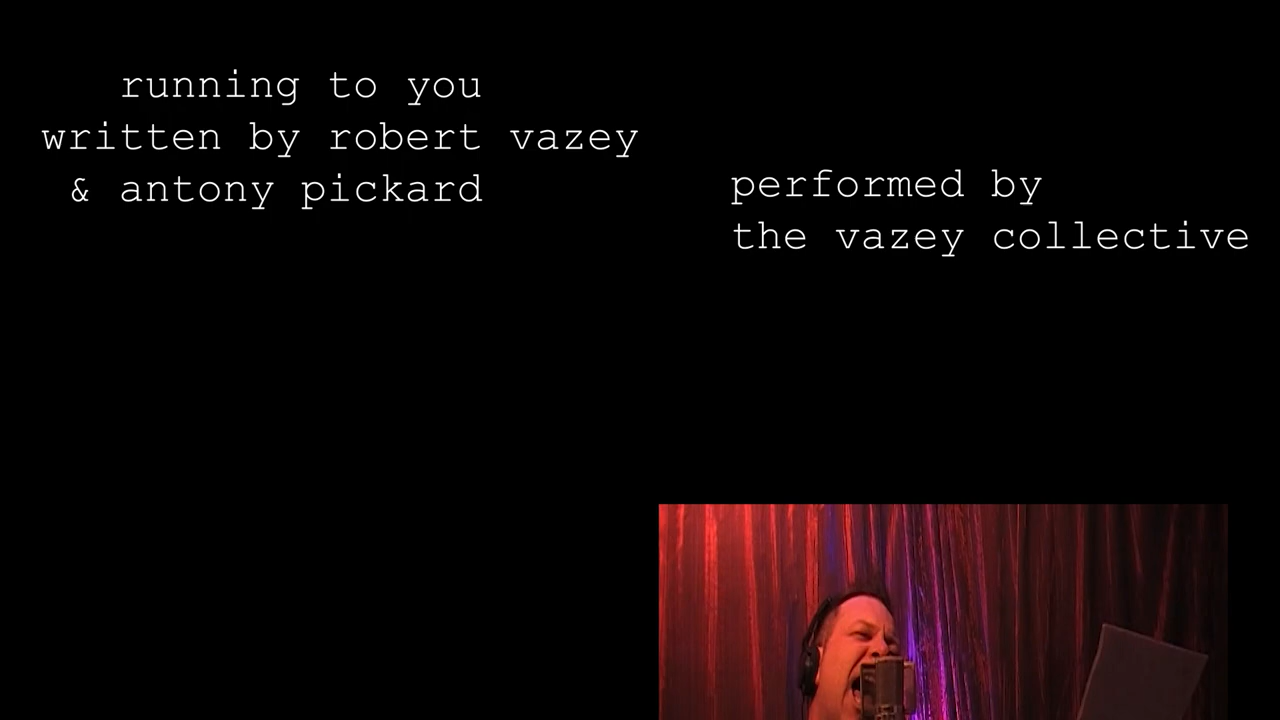 running to you
written by robert vazey
& antony pickard
performed by
the vazey collective